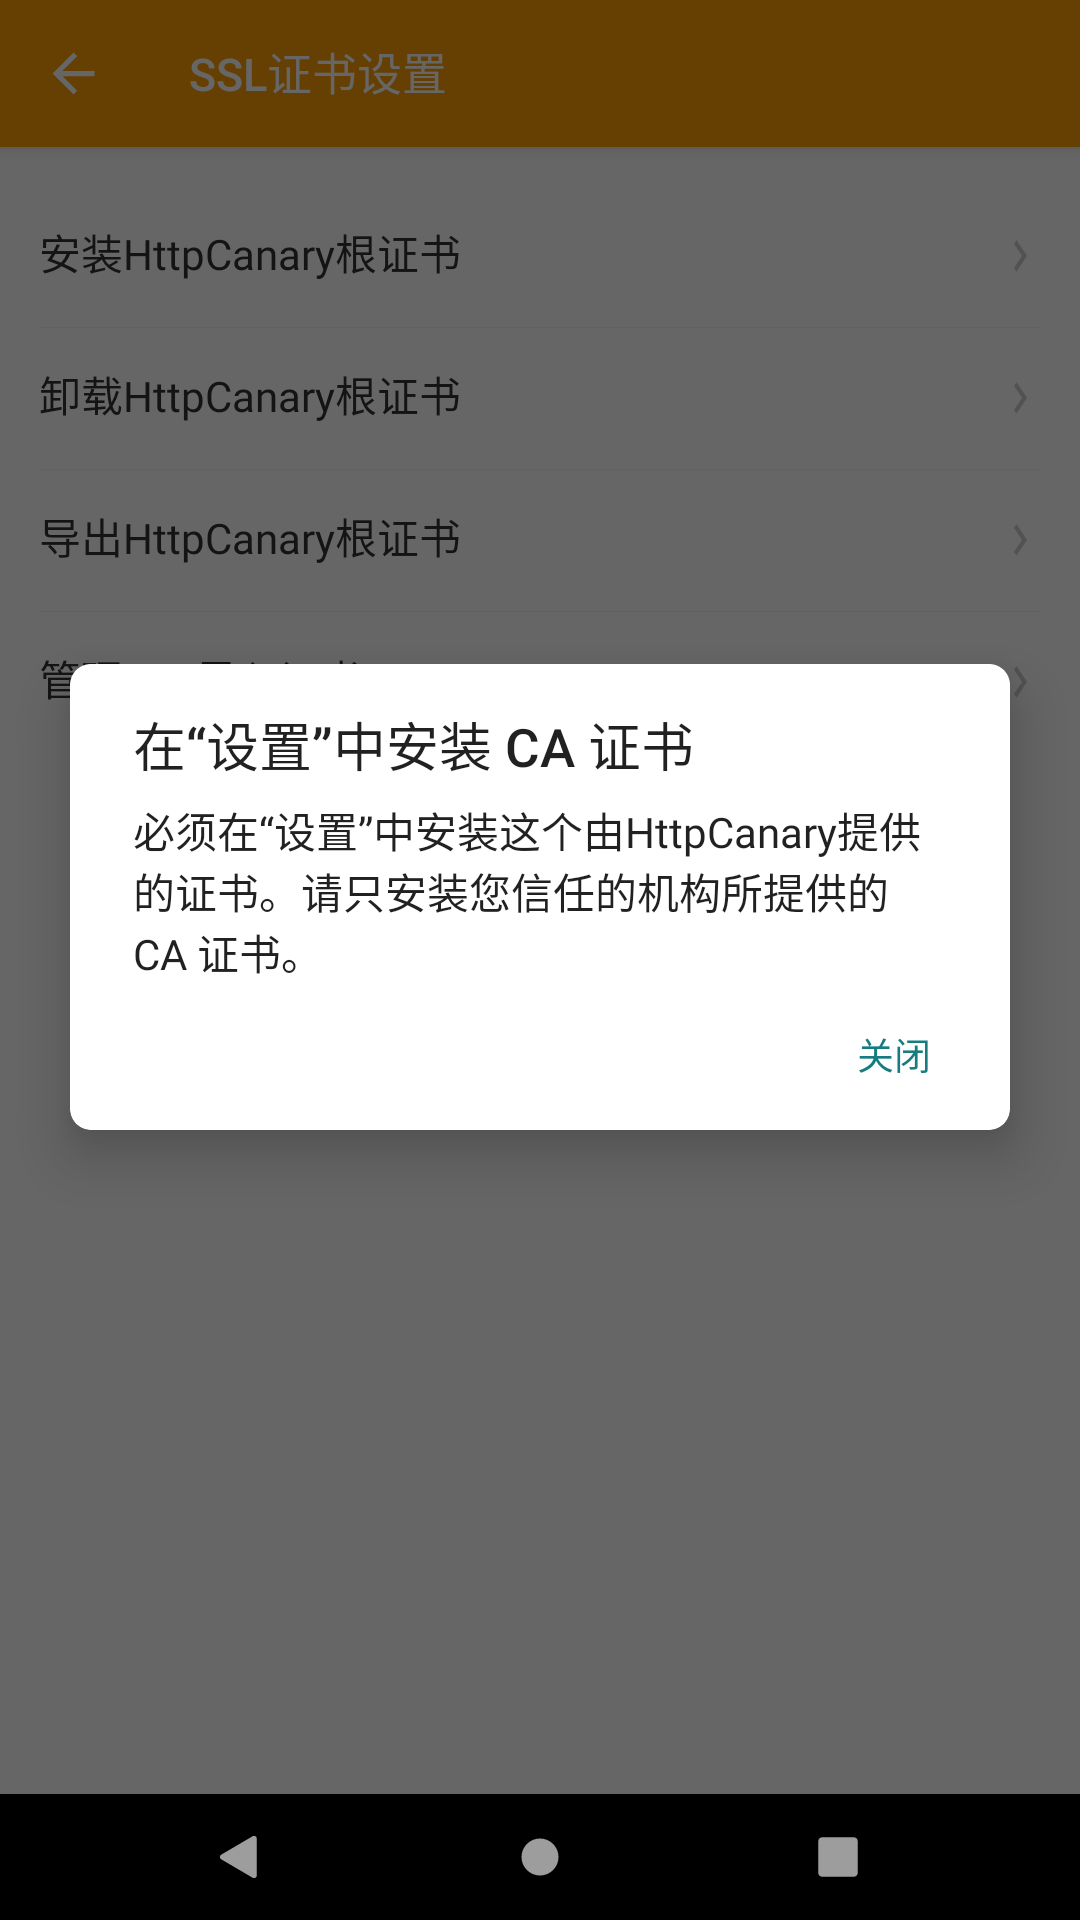 SSL证书设置
安装HttpCanary根证书
卸载HttpCanary根证书
导出HttpCanary根证书
在“设置”中安装 CA 证书
必须在“设置”中安装这个由HttpCanary提供
的证书。请只安装您信任的机构所提供的
CA 证书。
关闭